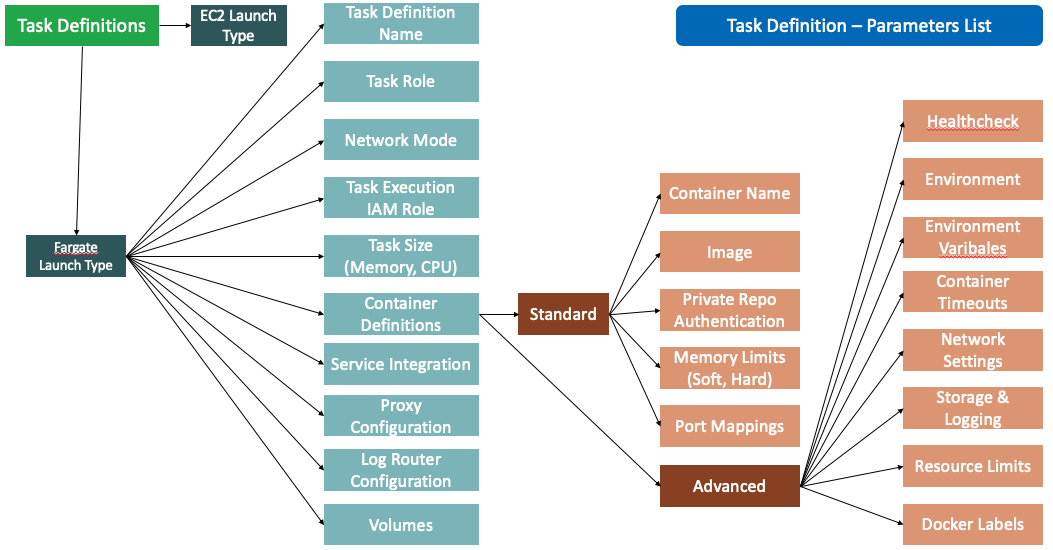 Task Definitions
EC2 Launch
Type
Task Definition
Name
Task Definition – Parameters List
Task Role
Network Mode
Task Execution
IAM Role
Fargate
Launch Type
Task Size
(Memory, CPU)
Container
Definitions
Service Integration
Proxy
Configuration
Log Router
Configuration
Volumes
Standard
Container Name
Image
Private Repo
Authentication
Memory Limits
(Soft, Hard)
Port Mappings
Advanced
Healthcheck
Environment
Environment
Varibales
Container
Timeouts
Network
Settings
Storage &
Logging
Resource Limits
Docker Labels